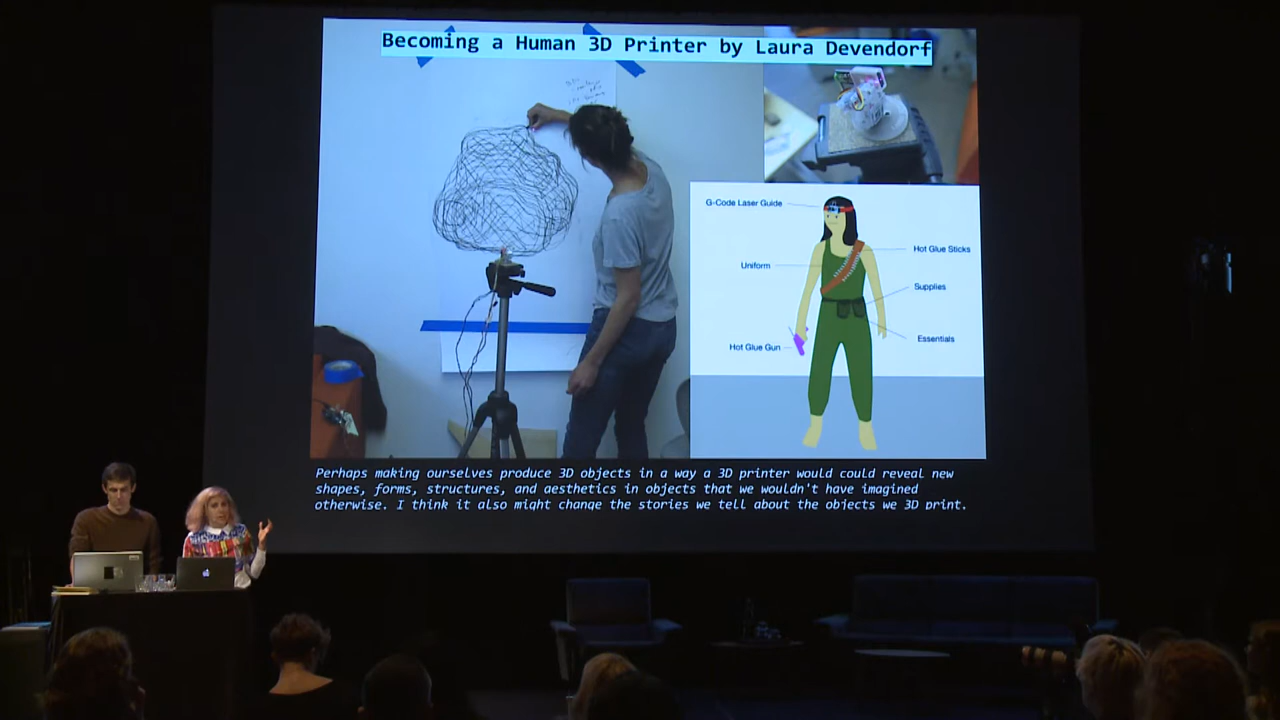 Becoming a Human 3D Printer by Laura Devendorf
G-Code Laser Guide
Hot Glue Sticks
Uniform
Supplies
Essentials
Hot Glue Gun
Perhaps making ourselves produce 3D objects in a way a 3D printer would could reveal new
shapes, forms, structures, and aesthetics in objects that we wouldn't have imagined
otherwise. I think it also might change the stories we tell about the objects we 3D print.